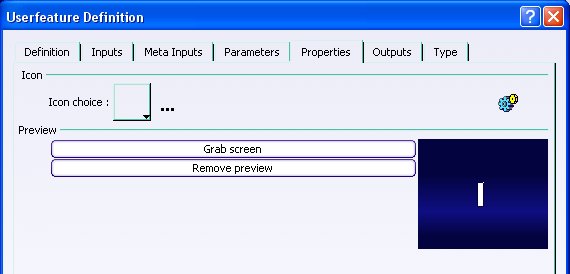 Userfeature Definition
Definition Inputs Meta Inputs Parameters Properties Outputs Type
Icon
Icon choice : ...
Preview
Grab screen
Remove preview